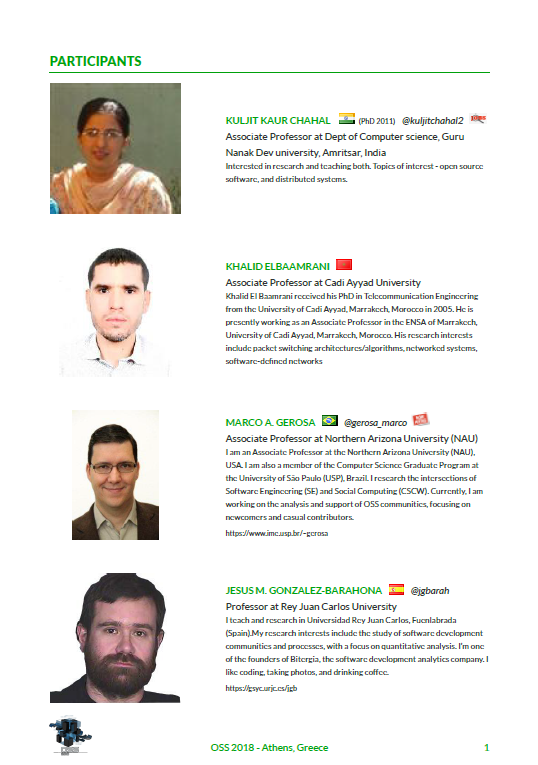 PARTICIPANTS
KULJIT KAUR CHAHAL (PhD 2011) @kuljitchahal2
Associate Professor at Dept of Computer science, Guru
Nanak Dev university, Amritsar, India
Interested in research and teaching both. Topics of interest - open source
software, and distributed systems.
KHALID ELBAAMRANI
Associate Professor at Cadi Ayyad University
Khalid El Baamrani received his PhD in Telecommunication Engineering
from the University of Cadi Ayyad, Marrakech, Morocco in 2005. He is
presently working as an Associate Professor in the ENSA of Marrakech,
University of Cadi Ayyad, Marrakech, Morocco. His research interests
include packet switching architectures/algorithms, networked systems,
software-defined networks
MARCO A. GEROSA @gerosa_marco
Associate Professor at Northern Arizona University (NAU)
I am an Associate Professor at the Northern Arizona University (NAU),
USA. I am also a member of the Computer Science Graduate Program at
the University of São Paulo (USP), Brazil. I research the intersections of
Software Engineering (SE) and Social Computing (CSCW). Currently, I am
working on the analysis and support of OSS communities, focusing on
newcomers and casual contributors.
https://www.ime.usp.br/~gerosa
JESUS M. GONZALEZ-BARAHONA @jgbarah
Professor at Rey Juan Carlos University
I teach and research in Universidad Rey Juan Carlos, Fuenlabrada
(Spain).My research interests include the study of software development
communities and processes, with a focus on quantitative analysis. I'm one
of the founders of Bitergia, the software development analytics company. I
like coding, taking photos, and drinking coffee.
https://gsyc.urjc.es/jgb
OSS 2018 - Athens, Greece 1